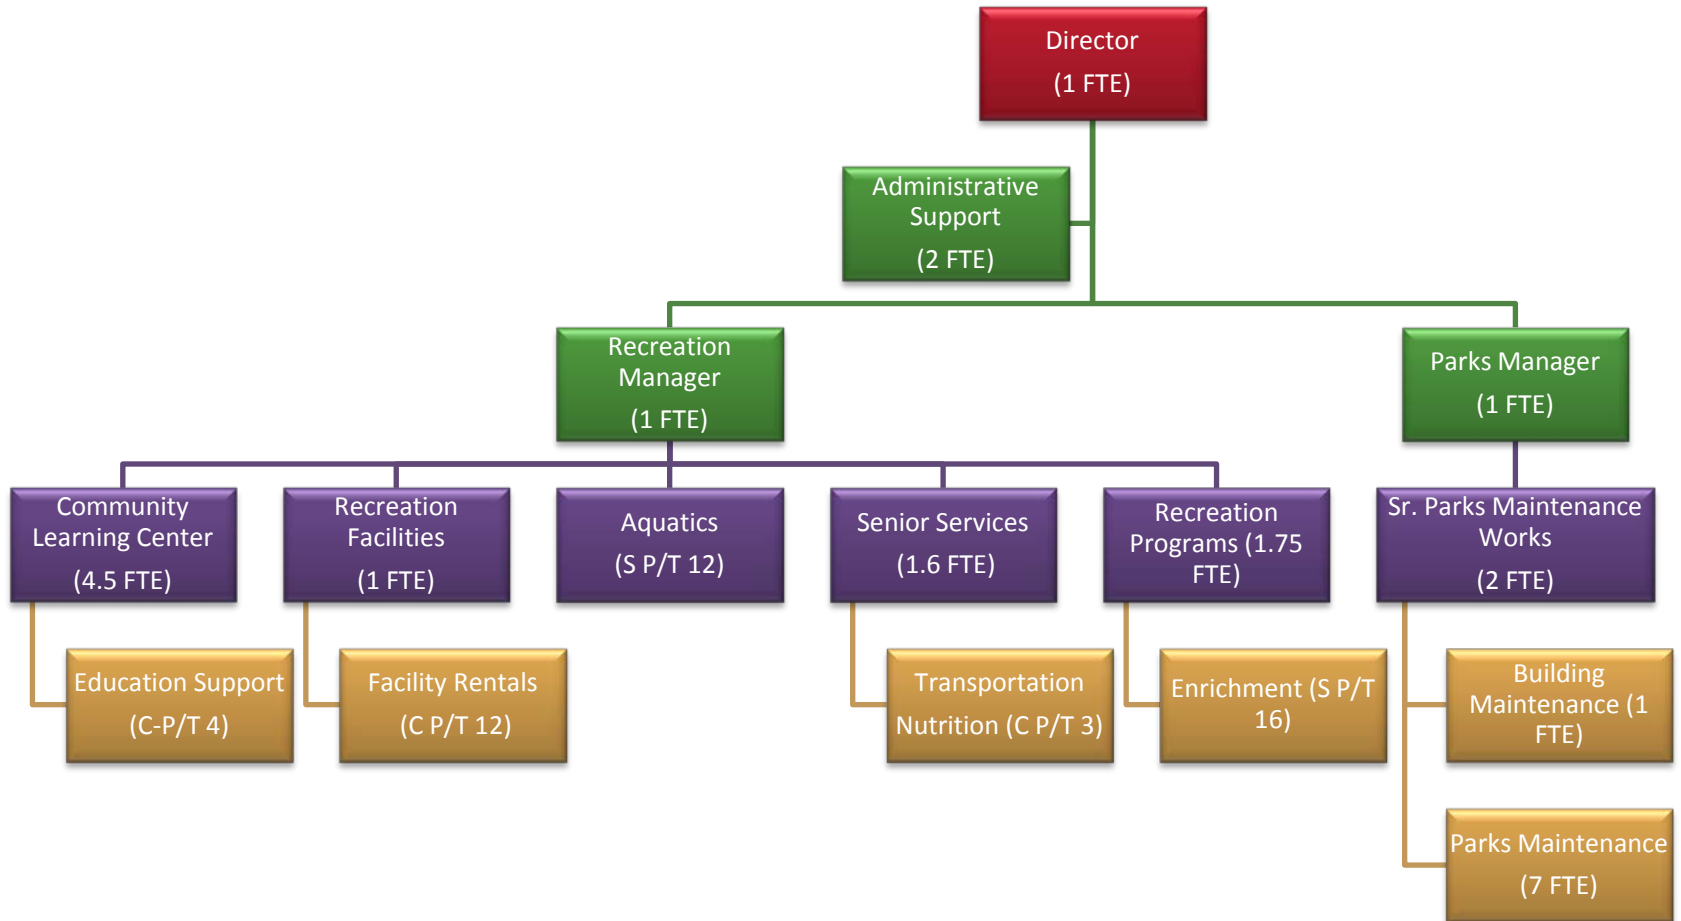 Director
(1 FTE)
Administrative
Support
(2 FTE)
Recreation
Manager
(1 FTE)
Parks Manager
(1 FTE)
Community
Learning Center
(4.5 FTE)
Recreation
Facilities
(1 FTE)
Aquatics
(S P/T 12)
Senior Services
(1.6 FTE)
Recreation
Programs (1.75
FTE)
Sr. Parks Maintenance
Works
(2 FTE)
Education Support
(C-P/T 4)
Facility Rentals
(C P/T 12)
Transportation
Nutrition (C P/T 3)
Enrichment (S P/T
16)
Building
Maintenance (1
FTE)
Parks Maintenance
(7 FTE)